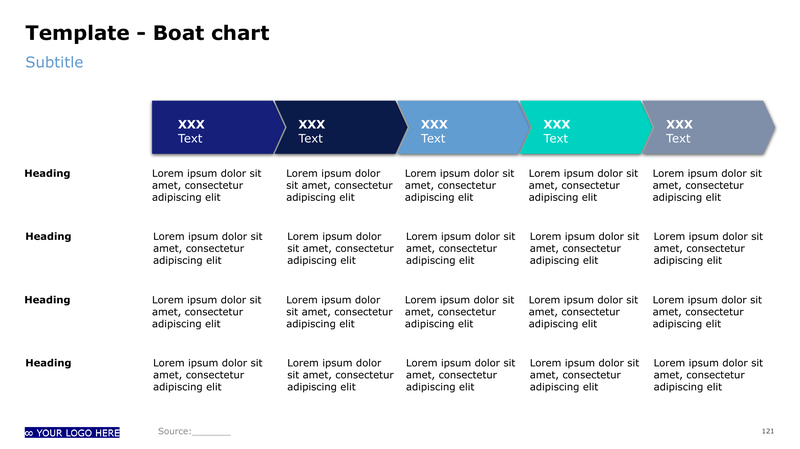 Template - Boat chart
Subtitle
XXX XXX XXX XXX XXX
Text Text Text Text Text
Heading Lorem ipsum dolor sit Lorem ipsum dolor Lorem ipsum dolor sit Lorem ipsum dolor sit Lorem ipsum dolor sit
amet, consectetur sit amet, consectetur amet, consectetur amet, consectetur amet, consectetur
adipiscing elit adipiscing elit adipiscing elit adipiscing elit adipiscing elit
Heading Lorem ipsum dolor sit Lorem ipsum dolor Lorem ipsum dolor sit Lorem ipsum dolor sit Lorem ipsum dolor sit
amet, consectetur sit amet, consectetur amet, consectetur amet, consectetur amet, consectetur
adipiscing elit adipiscing elit adipiscing elit adipiscing elit adipiscing elit
Heading Lorem ipsum dolor sit Lorem ipsum dolor Lorem ipsum dolor sit Lorem ipsum dolor sit Lorem ipsum dolor sit
amet, consectetur sit amet, consectetur amet, consectetur amet, consectetur amet, consectetur
adipiscing elit adipiscing elit adipiscing elit adipiscing elit adipiscing elit
Heading Lorem ipsum dolor sit Lorem ipsum dolor Lorem ipsum dolor sit Lorem ipsum dolor sit Lorem ipsum dolor sit
amet, consectetur sit amet, consectetur amet, consectetur amet, consectetur amet, consectetur
adipiscing elit adipiscing elit adipiscing elit adipiscing elit adipiscing elit
∞ YOUR LOGO HERE Source:_______ 121